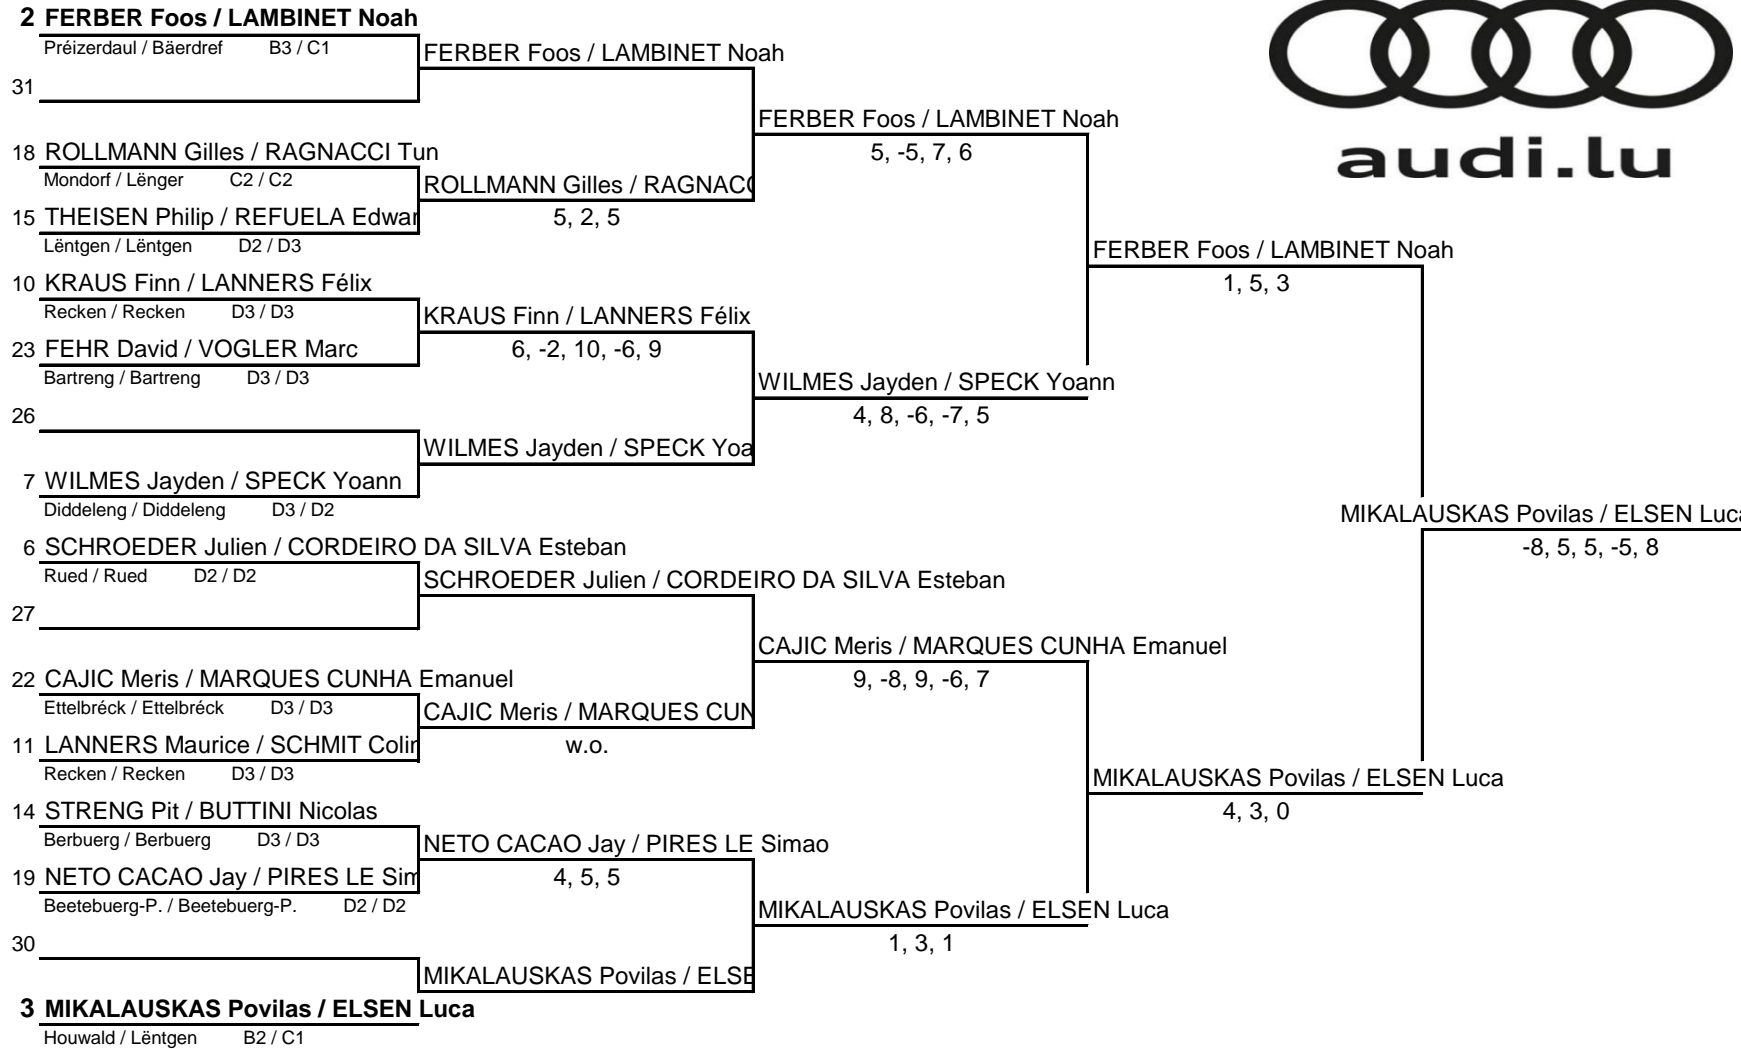 2 FERBER Foos / LAMBINET Noah
Préizerdaul / Bäerdref B3 / C1
FERBER Foos / LAMBINET Noah
31
FERBER Foos / LAMBINET Noah
5, -5, 7, 6
18 ROLLMANN Gilles / RAGNACCI Tun
Mondorf / Lënger C2 / C2
ROLLMANN Gilles / RAGNACC
5, 2, 5
15 THEISEN Philip / REFUELA Edwar
Lëntgen / Lëntgen D2 / D3
FERBER Foos / LAMBINET Noah
1, 5, 3
10 KRAUS Finn / LANNERS Félix
Recken / Recken D3 / D3
KRAUS Finn / LANNERS Félix
6, -2, 10, -6, 9
23 FEHR David / VOGLER Marc
Bartreng / Bartreng D3 / D3
WILMES Jayden / SPECK Yoann
4, 8, -6, -7, 5
26
WILMES Jayden / SPECK Yoa
7 WILMES Jayden / SPECK Yoann
Diddeleng / Diddeleng D3 / D2
MIKALAUSKAS Povilas / ELSEN Luca
-8, 5, 5, -5, 8
6 SCHROEDER Julien / CORDEIRO DA SILVA Esteban
Rued / Rued D2 / D2
SCHROEDER Julien / CORDEIRO DA SILVA Esteban
27
CAJIC Meris / MARQUES CUNHA Emanuel
9, -8, 9, -6, 7
22 CAJIC Meris / MARQUES CUNHA Emanuel
Ettelbréck / Ettelbréck D3 / D3
CAJIC Meris / MARQUES CUN
w.o.
11 LANNERS Maurice / SCHMIT Colin
Recken / Recken D3 / D3
MIKALAUSKAS Povilas / ELSEN Luca
4, 3, 0
14 STRENG Pit / BUTTINI Nicolas
Berbuerg / Berbuerg D3 / D3
NETO CACAO Jay / PIRES LE Simao
4, 5, 5
19 NETO CACAO Jay / PIRES LE Sim
Beetebuerg-P. / Beetebuerg-P. D2 / D2
MIKALAUSKAS Povilas / ELSEN Luca
1, 3, 1
30
MIKALAUSKAS Povilas / ELSE
3 MIKALAUSKAS Povilas / ELSEN Luca
Houwald / Lëntgen B2 / C1
audi.lu